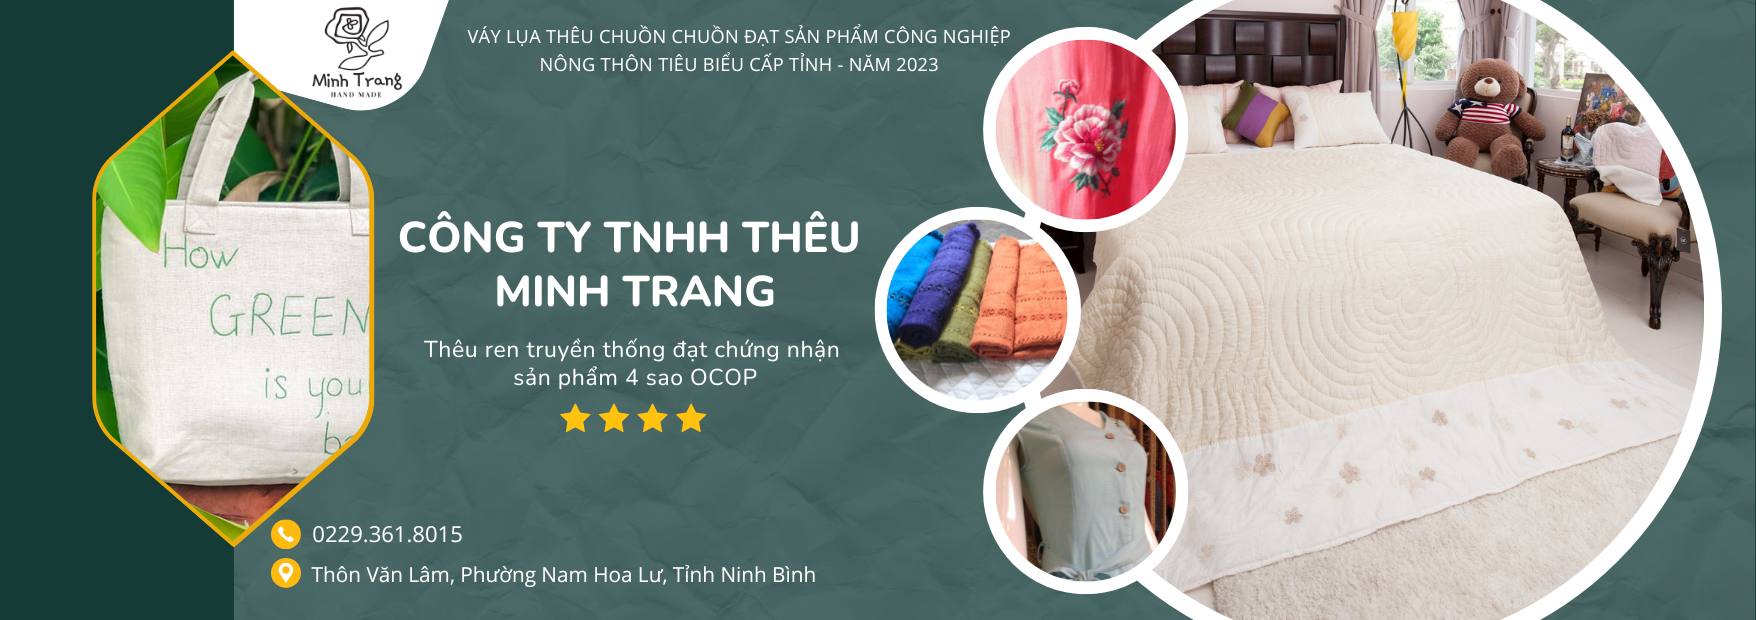 Minh Trang
HAND MADE
VÁY LỤA THÊU CHUỒN CHUỒN ĐẠT SẢN PHẨM CÔNG NGHIỆP
NÔNG THÔN TIÊU BIỂU CẤP TỈNH - NĂM 2023
How
GREEN
is you
be
CÔNG TY TNHH THÊU
MINH TRANG
Thêu ren truyền thống đạt chứng nhận
sản phẩm 4 sao OCOP
0229.361.8015
Thôn Văn Lâm, Phường Nam Hoa Lư, Tỉnh Ninh Bình